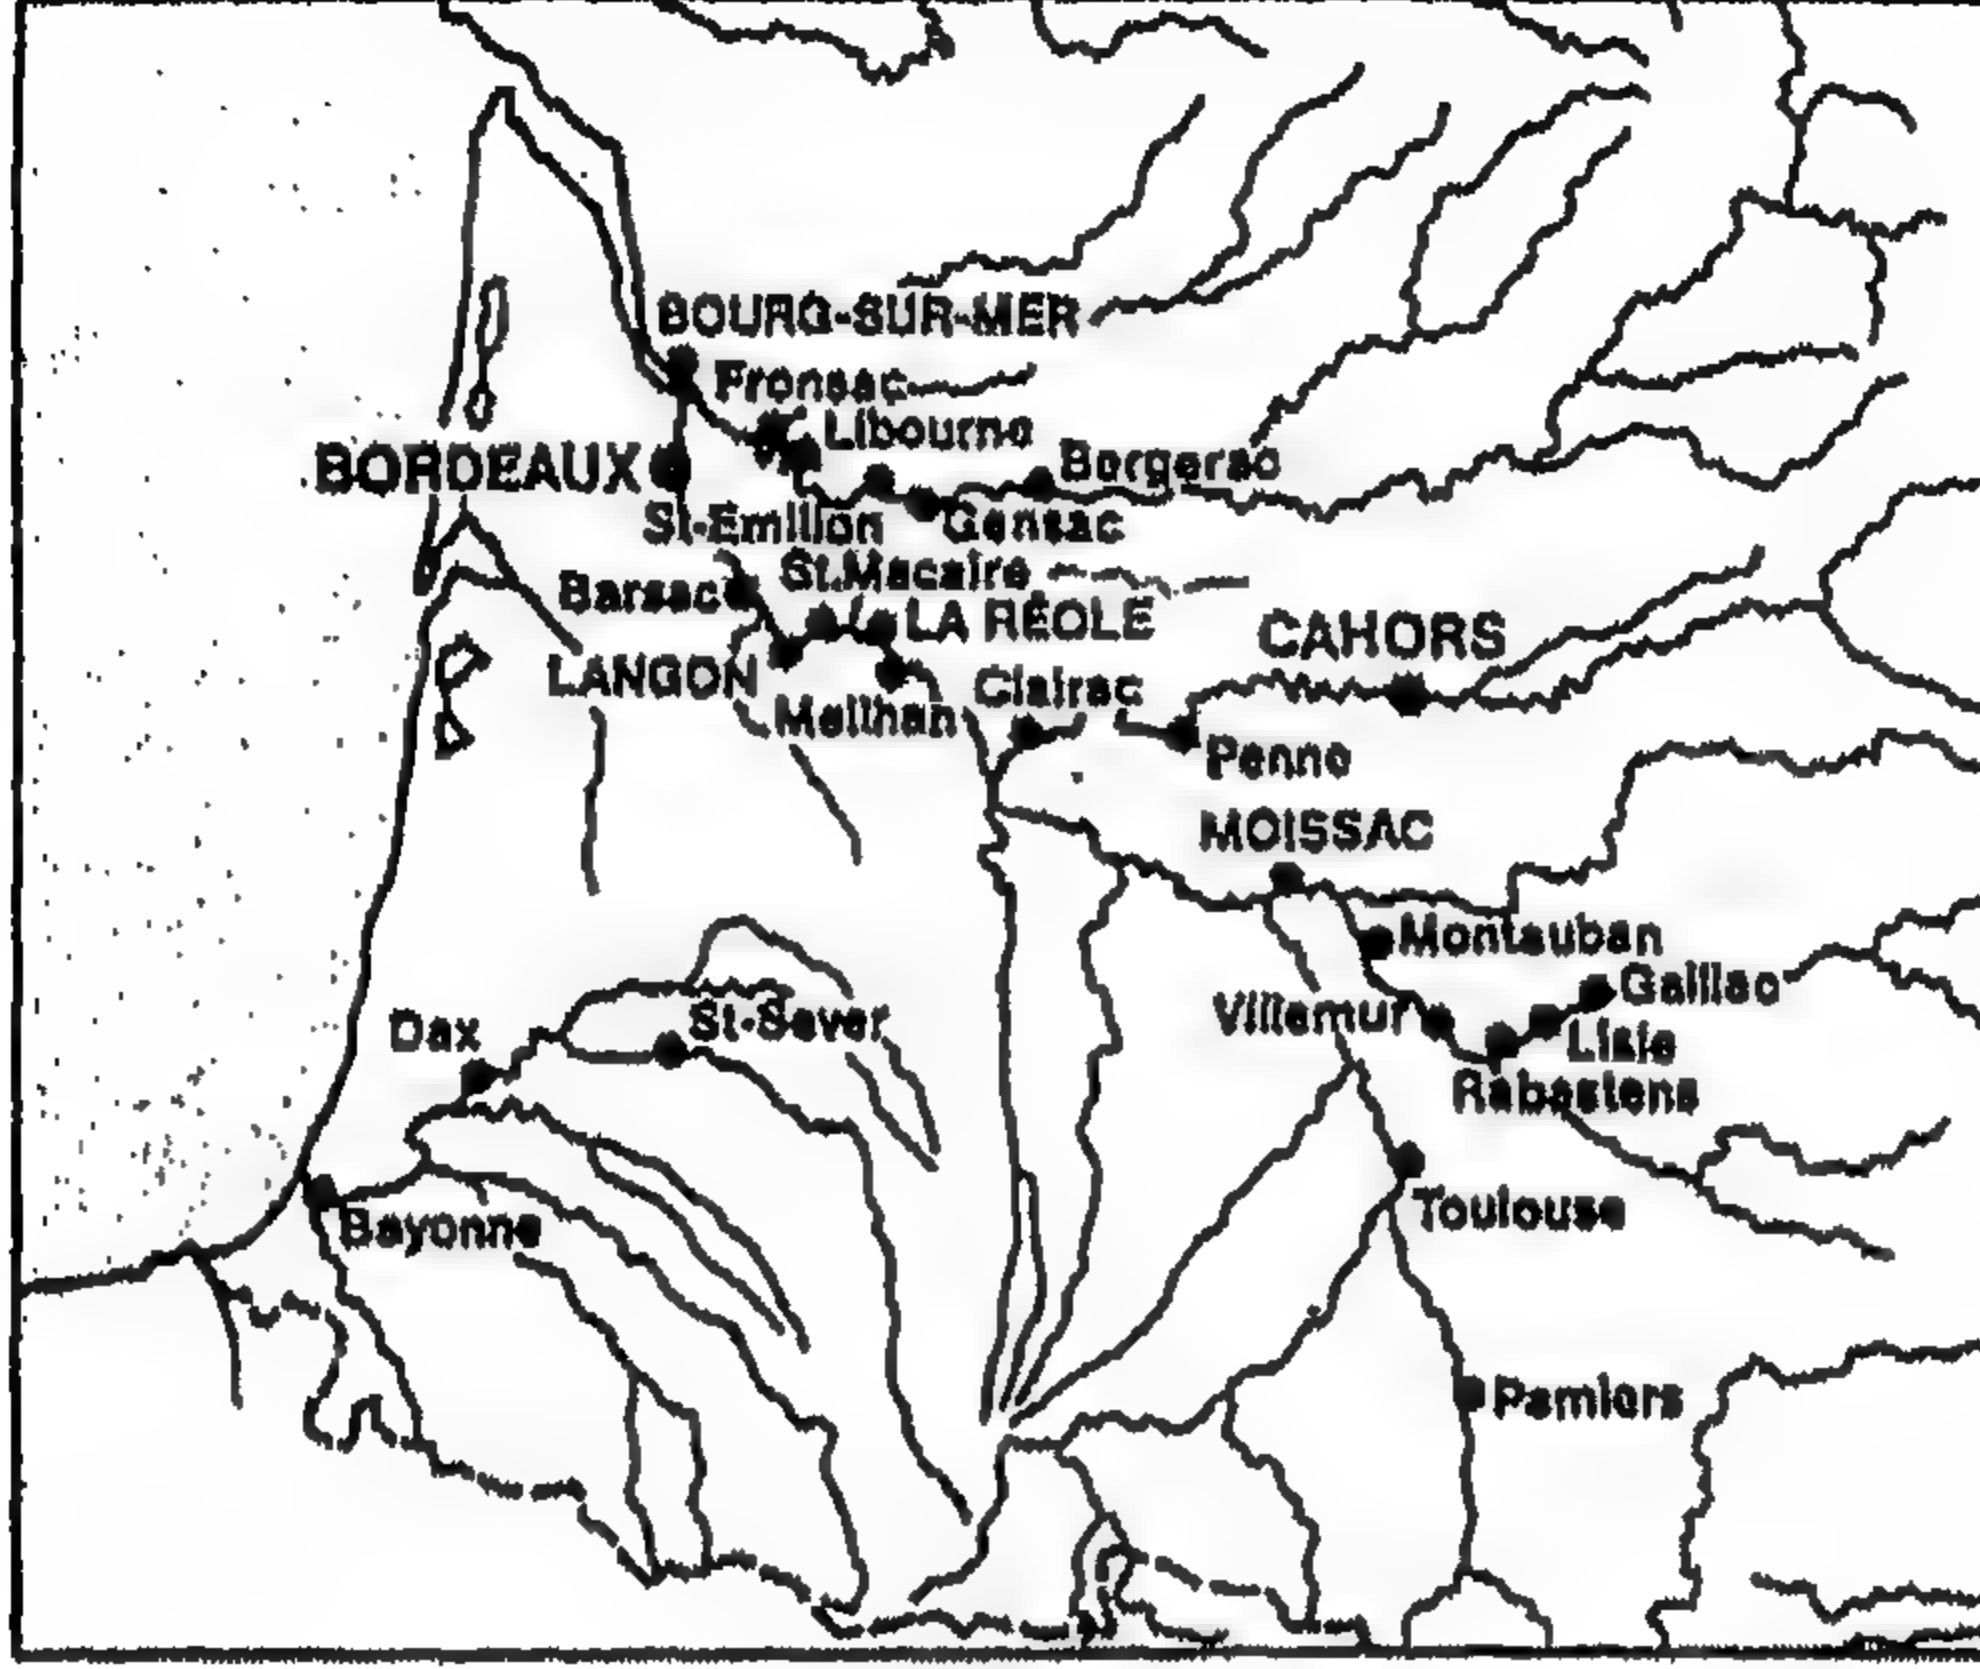 BOURG-SUR-MER
Fronsac
Libourne
BORDEAUX
Bergerac
St-Emilion
Gensac
St.Macaire
Barsac
LA RÉOLE
CAHORS
LANGON
Clairac
Meilhan
Penne
MOISSAC
Montauban
Gaillac
Villemur
St-Sever
Dax
Lisle
Rabastens
Toulouse
Bayonne
Pamiers